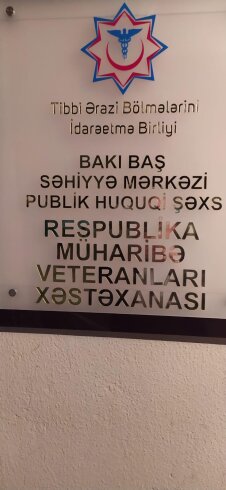 Tibbi Ərazi Bölmələrini
İdarəetmə Birliyi
BAKI BAŞ
SƏHİYYƏ MƏRKƏZİ
PUBLİK HUQUQİ ŞƏXS
RESPUBLİKA
MÜHARİBƏ
VETERANLARI
XƏSTƏXANASI